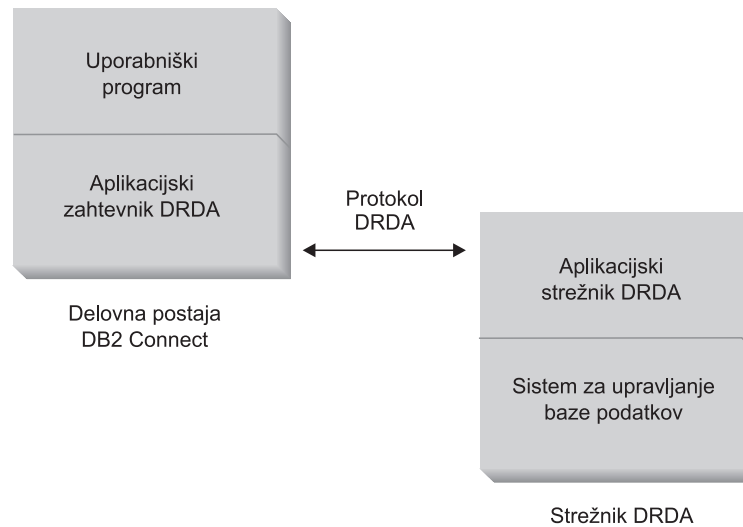 Uporabniški
program
Aplikacijski
zahtevnik DRDA
Delovna postaja
DB2 Connect
Protokol
DRDA
Aplikacijski
strežnik DRDA
Sistem za upravljanje
baze podatkov
Strežnik DRDA